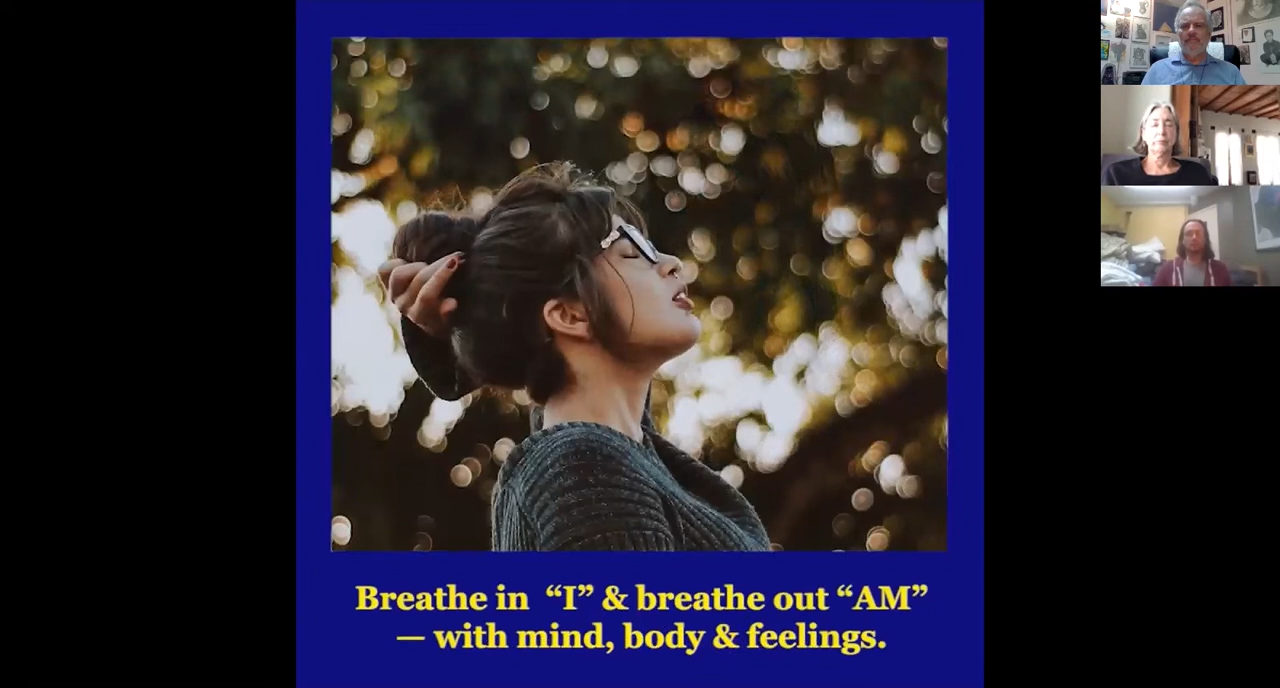 Breathe in “I” & breathe out “AM”
— with mind, body & feelings.